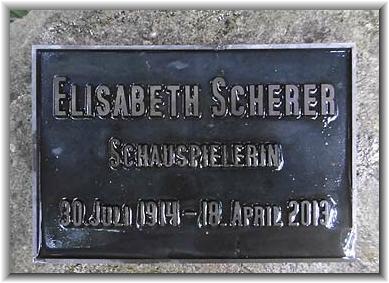 ELISABETH SCHERER
SCHAUSPIELERIN
30. JULI 1914 – 18. APRIL 2013